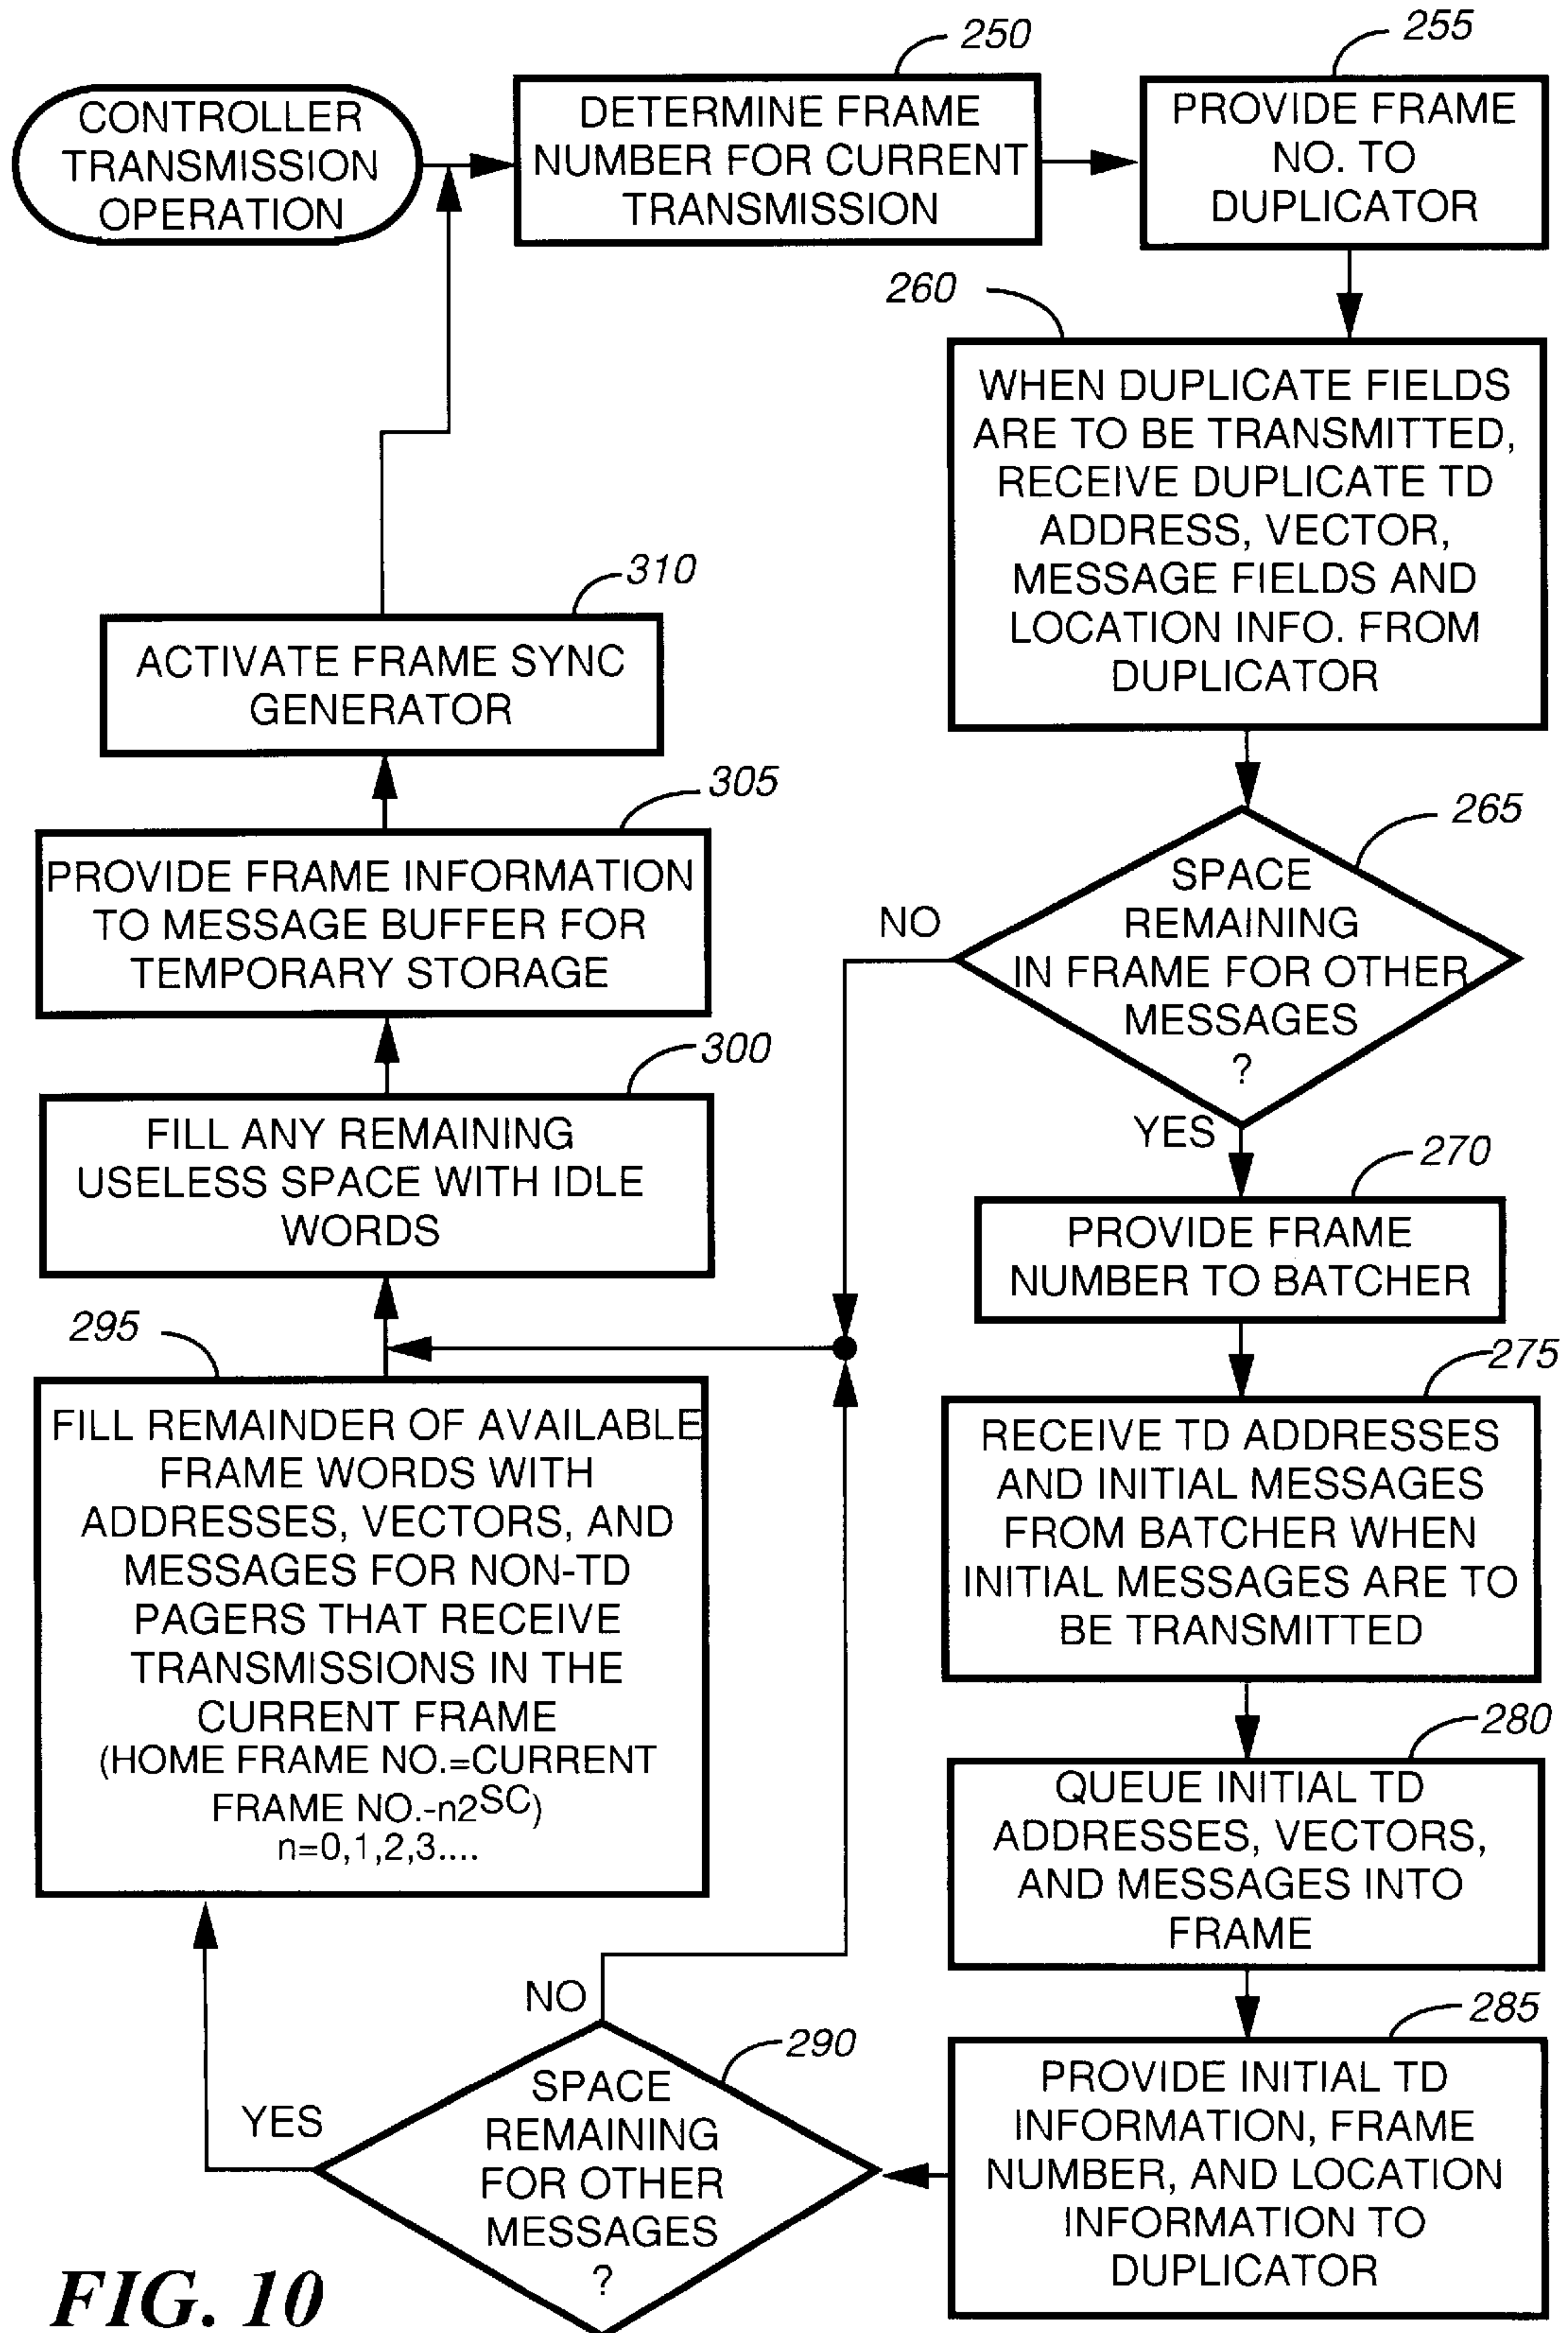 CONTROLLER
TRANSMISSION
OPERATION
250
DETERMINE FRAME
NUMBER FOR CURRENT
TRANSMISSION
255
PROVIDE FRAME
NO. TO
DUPLICATOR
260
WHEN DUPLICATE FIELDS
ARE TO BE TRANSMITTED,
RECEIVE DUPLICATE TD
ADDRESS, VECTOR,
MESSAGE FIELDS AND
LOCATION INFO. FROM
DUPLICATOR
265
SPACE
REMAINING
IN FRAME FOR OTHER
MESSAGES
?
NO
YES
270
PROVIDE FRAME
NUMBER TO BATCHER
275
RECEIVE TD ADDRESSES
AND INITIAL MESSAGES
FROM BATCHER WHEN
INITIAL MESSAGES ARE TO
BE TRANSMITTED
280
QUEUE INITIAL TD
ADDRESSES, VECTORS,
AND MESSAGES INTO
FRAME
285
PROVIDE INITIAL TD
INFORMATION, FRAME
NUMBER, AND LOCATION
INFORMATION TO
DUPLICATOR
290
SPACE
REMAINING
FOR OTHER
MESSAGES
?
NO
YES
295
FILL REMAINDER OF AVAILABLE
FRAME WORDS WITH
ADDRESSES, VECTORS, AND
MESSAGES FOR NON-TD
PAGERS THAT RECEIVE
TRANSMISSIONS IN THE
CURRENT FRAME
(HOME FRAME NO.=CURRENT
FRAME NO.-n2^SC)
n=0,1,2,3....
300
FILL ANY REMAINING
USELESS SPACE WITH IDLE
WORDS
305
PROVIDE FRAME INFORMATION
TO MESSAGE BUFFER FOR
TEMPORARY STORAGE
310
ACTIVATE FRAME SYNC
GENERATOR
FIG. 10